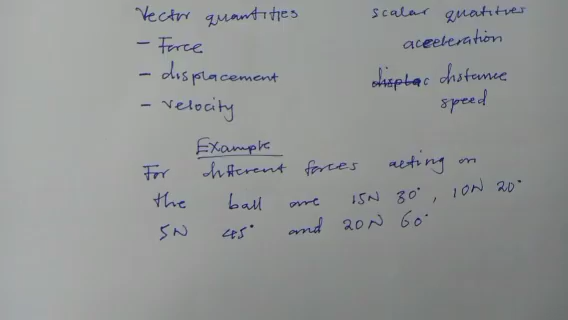 Vector quantities
scalar quatities
- Force
acceleration
- displacement
distance
- velocity
speed
Example
For different forces acting on
the ball are 15N 30°, 10N 20°
5N 45° and 20N 60°